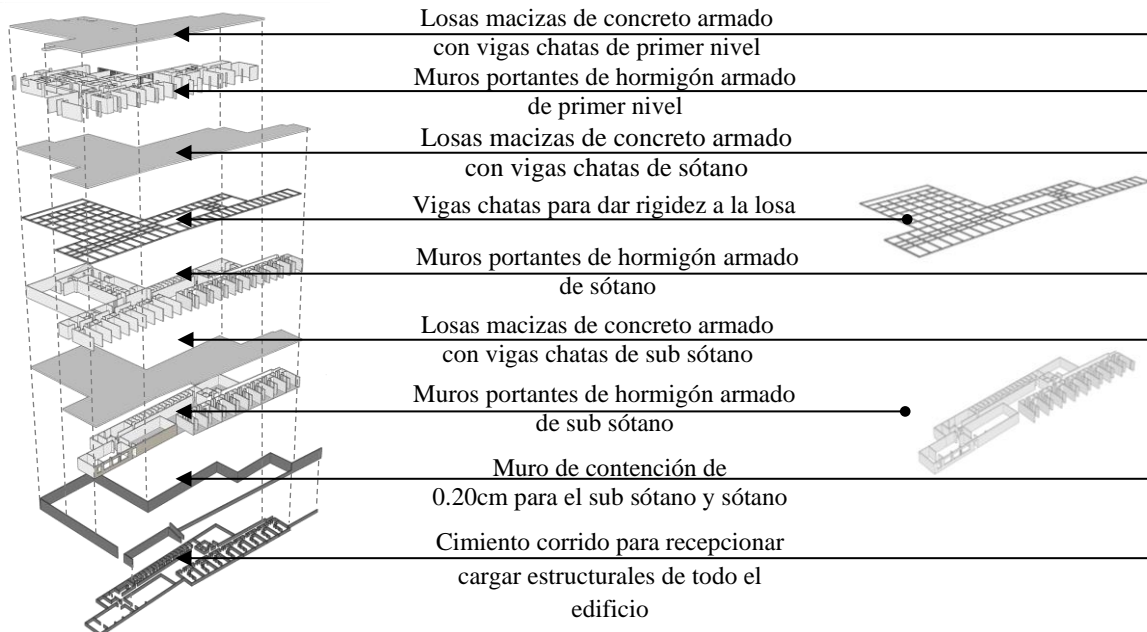 Losas macizas de concreto armado
con vigas chatas de primer nivel
Muros portantes de hormigón armado
de primer nivel
Losas macizas de concreto armado
con vigas chatas de sótano
Vigas chatas para dar rigidez a la losa
Muros portantes de hormigón armado
de sótano
Losas macizas de concreto armado
con vigas chatas de sub sótano
Muros portantes de hormigón armado
de sub sótano
Muro de contención de
0.20cm para el sub sótano y sótano
Cimiento corrido para recepcionar
cargar estructurales de todo el
edificio